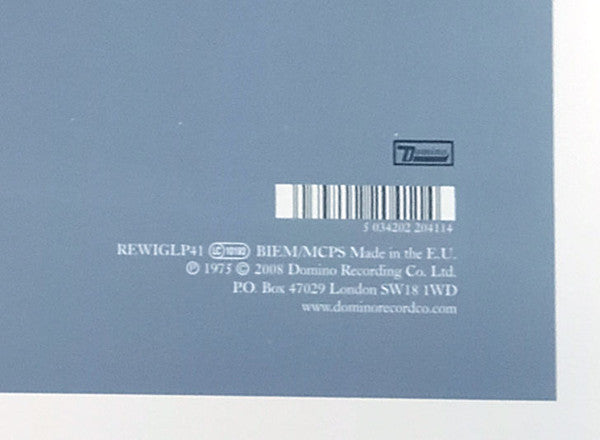 Domino
5 034202 204114
REWIGLP41 LC 10192 BIEM/MCPS Made in the E.U.
℗ 1975 © 2008 Domino Recording Co. Ltd.
P.O. Box 47029 London SW18 1WD
www.dominorecordco.com